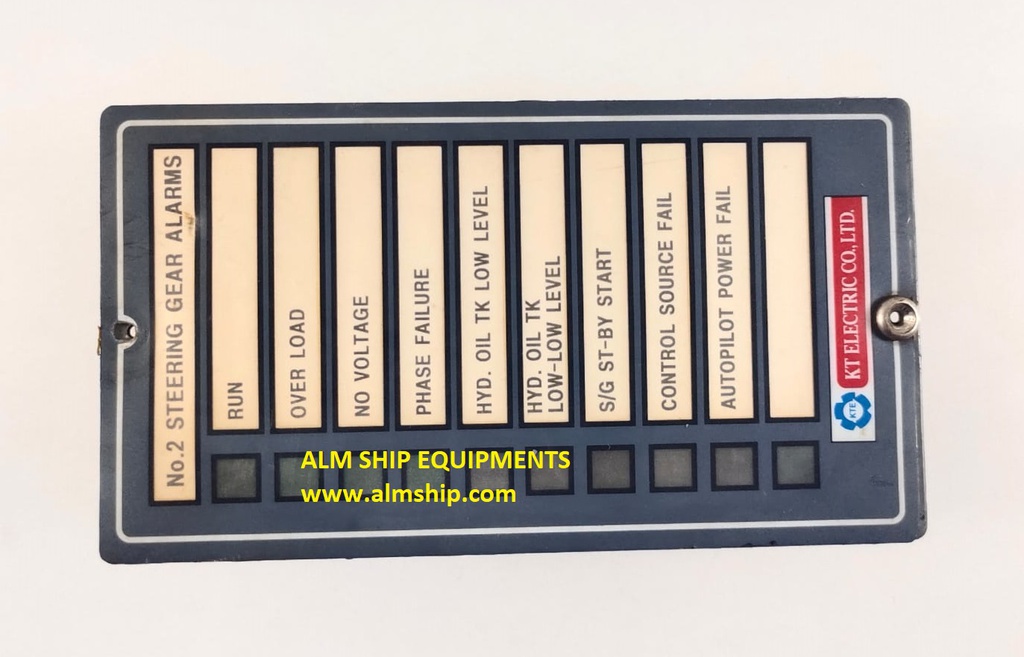 No.2 STEERING GEAR ALARMS
RUN
OVER LOAD
NO VOLTAGE
PHASE FAILURE
HYD. OIL TK LOW LEVEL
HYD. OIL TK
LOW-LOW LEVEL
S/G ST-BY START
CONTROL SOURCE FAIL
AUTOPILOT POWER FAIL
KTE
KT ELECTRIC CO., LTD.
ALM SHIP EQUIPMENTS
www.almship.com